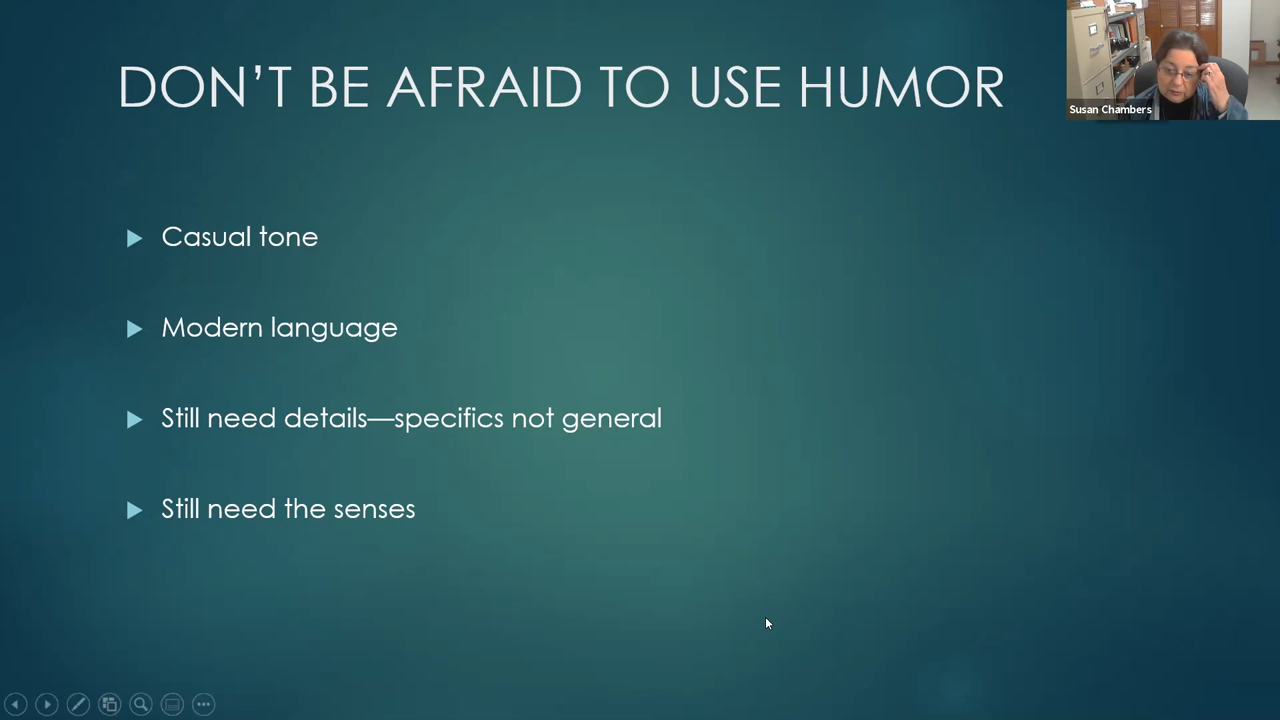 DON’T BE AFRAID TO USE HUMOR
Susan Chambers
Casual tone
Modern language
Still need details—specifics not general
Still need the senses